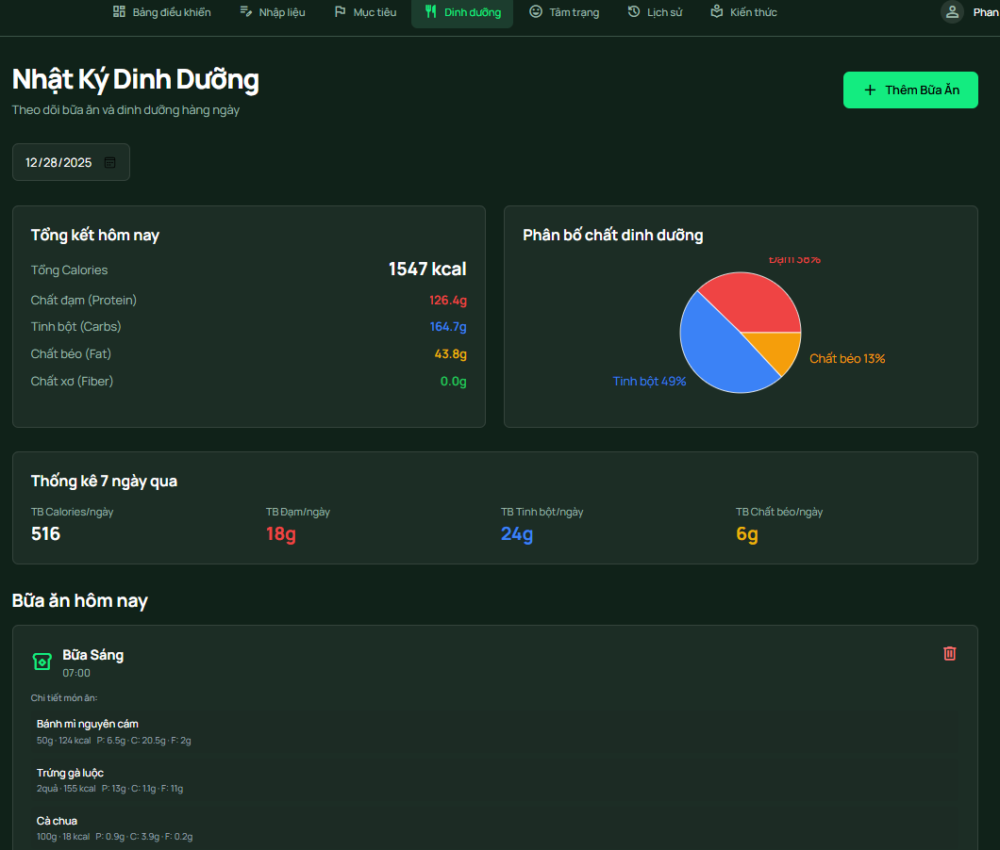 Bảng điều khiển Nhập liệu Mục tiêu Dinh dưỡng Tâm trạng Lịch sử Kiến thức Phan
Nhật Ký Dinh Dưỡng
Theo dõi bữa ăn và dinh dưỡng hàng ngày
Thêm Bữa Ăn
12/28/2025
Tổng kết hôm nay
Tổng Calories 1547 kcal
Chất đạm (Protein) 126.4g
Tinh bột (Carbs) 164.7g
Chất béo (Fat) 43.8g
Chất xơ (Fiber) 0.0g
Phân bố chất dinh dưỡng
Đạm 38%
Chất béo 13%
Tinh bột 49%
Thống kê 7 ngày qua
TB Calories/ngày TB Đạm/ngày TB Tinh bột/ngày TB Chất béo/ngày
516 18g 24g 6g
Bữa ăn hôm nay
Bữa Sáng
07:00
Chi tiết món ăn:
Bánh mì nguyên cám
50g · 124 kcal P: 6.5g · C: 20.5g · F: 2g
Trứng gà luộc
2quả · 155 kcal P: 13g · C: 1.1g · F: 11g
Cà chua
100g · 18 kcal P: 0.9g · C: 3.9g · F: 0.2g